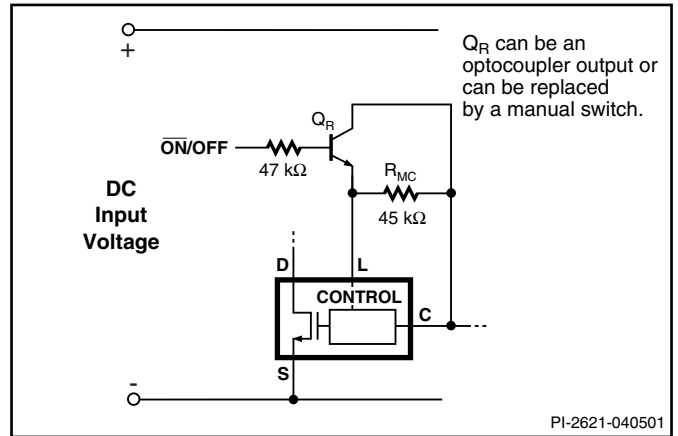 +
Q_R can be an
optocoupler output or
can be replaced
by a manual switch.
Q_R
ON/OFF
47 kΩ
R_MC
45 kΩ
DC
Input
Voltage
D
L
CONTROL
C
S
-
PI-2621-040501